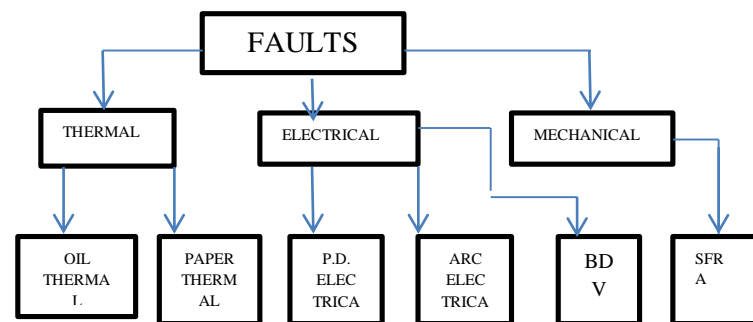 FAULTS
THERMAL
ELECTRICAL
MECHANICAL
OIL
THERMA
L
PAPER
THERM
AL
P.D.
ELEC
TRICA
ARC
ELEC
TRICA
BD
V
SFR
A